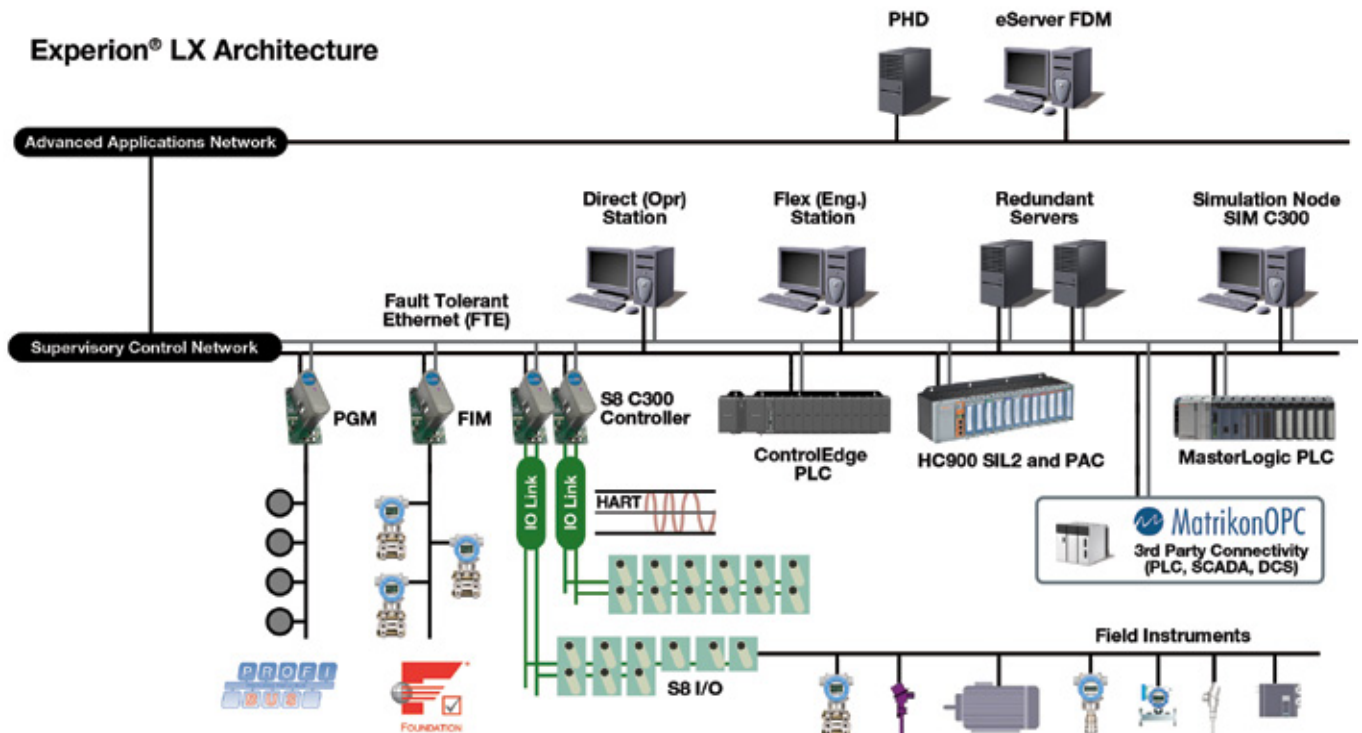 PHD
eServer FDM
Experion® LX Architecture
Advanced Applications Network
Direct (Opr)
Station
Flex (Eng.)
Station
Redundant
Servers
Simulation Node
SIM C300
Fault Tolerant
Ethernet (FTE)
Supervisory Control Network
PGM
FIM
S8 C300
Controller
ControlEdge
PLC
HC900 SIL2 and PAC
MasterLogic PLC
IO Link
IO Link
HART
MatrikonOPC
3rd Party Connectivity
(PLC, SCADA, DCS)
Field Instruments
S8 I/O
PROFI
BUS
FOUNDATION